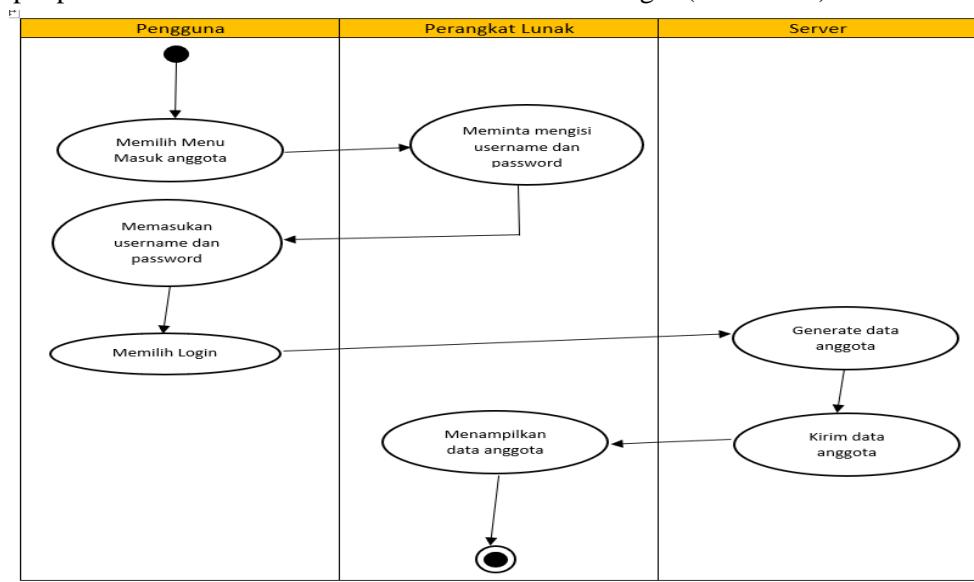 Pengguna
Perangkat Lunak
Server
Memilih Menu
Masuk anggota
Meminta mengisi
username dan
password
Memasukan
username dan
password
Memilih Login
Generate data
anggota
Kirim data
anggota
Menampilkan
data anggota